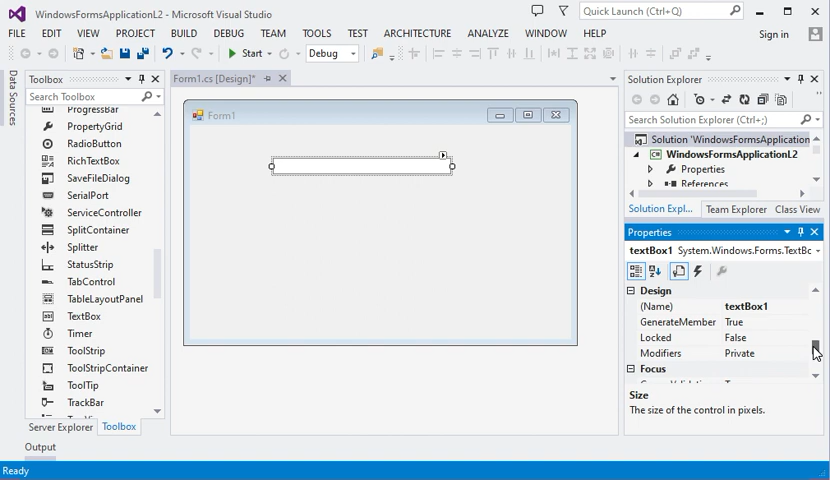 WindowsFormsApplicationL2 - Microsoft Visual Studio
Quick Launch (Ctrl+Q)
FILE EDIT VIEW PROJECT BUILD DEBUG TEAM TOOLS TEST ARCHITECTURE ANALYZE WINDOW HELP
Sign in
Start Debug
Data Sources
Toolbox
Search Toolbox
ProgressBar
PropertyGrid
RadioButton
RichTextBox
SaveFileDialog
SerialPort
ServiceController
SplitContainer
Splitter
StatusStrip
TabControl
TableLayoutPanel
TextBox
Timer
ToolStrip
ToolStripContainer
ToolTip
TrackBar
Server Explorer Toolbox
Form1.cs [Design]*
Form1
Solution Explorer
Search Solution Explorer (Ctrl+;)
Solution 'WindowsFormsApplication
WindowsFormsApplicationL2
Properties
References
Solution Expl... Team Explorer Class View
Properties
textBox1 System.Windows.Forms.TextBc
Design
(Name) textBox1
GenerateMember True
Locked False
Modifiers Private
Focus
Size
The size of the control in pixels.
Output
Ready